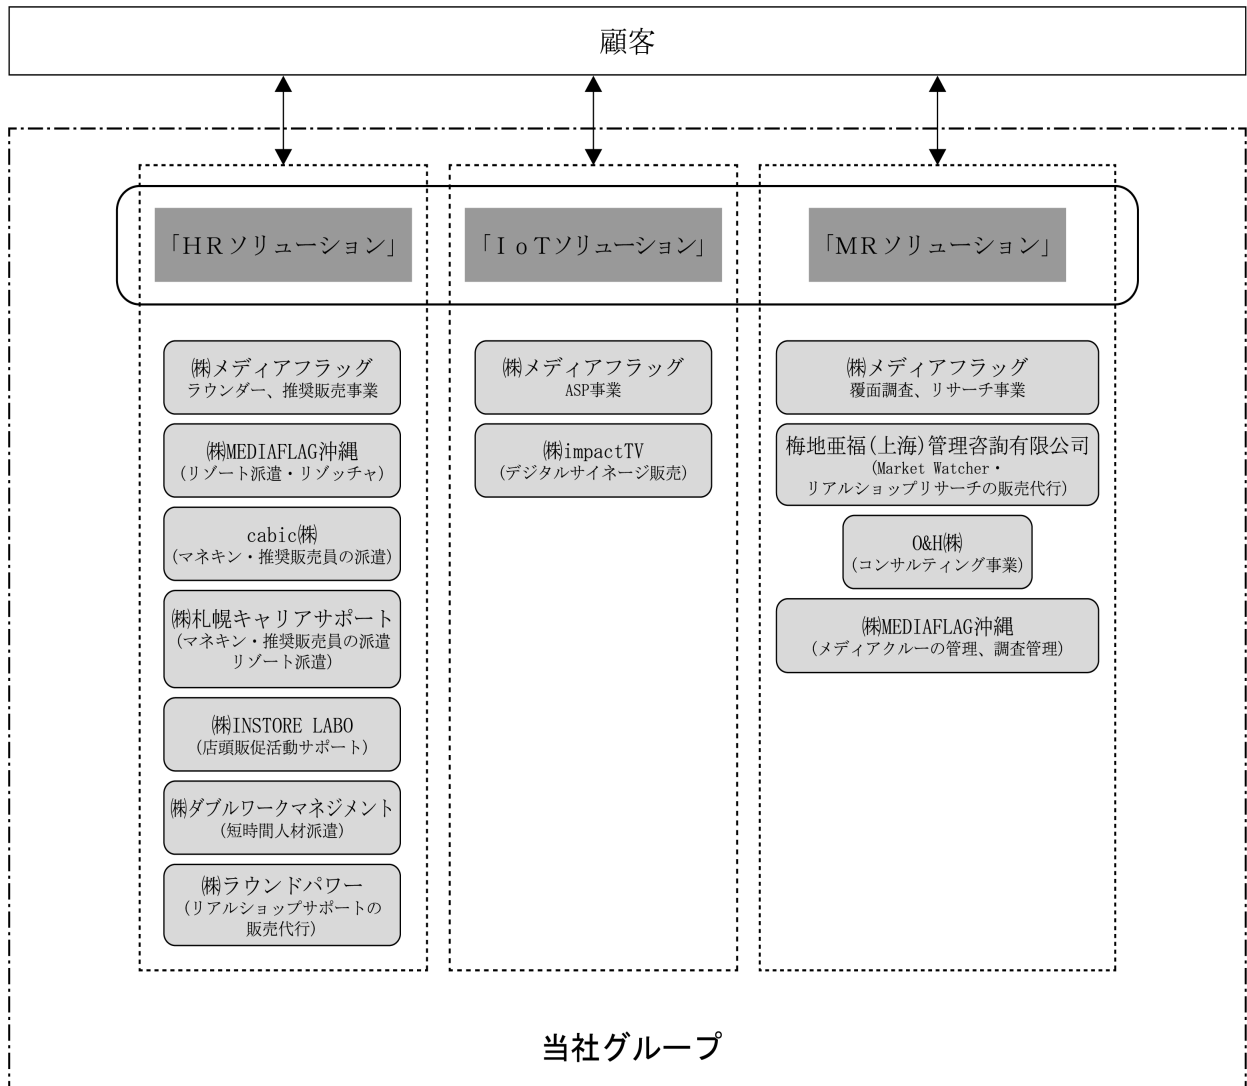 顧客
「ＨＲソリューション」
㈱メディアフラッグ
ラウンダー、推奨販売事業
㈱MEDIAFLAG沖縄
(リゾート派遣・リゾッチャ)
cabic㈱
(マネキン・推奨販売員の派遣)
㈱札幌キャリアサポート
(マネキン・推奨販売員の派遣
リゾート派遣)
㈱INSTORE LABO
(店頭販促活動サポート)
㈱ダブルワークマネジメント
(短時間人材派遣)
㈱ラウンドパワー
(リアルショップサポートの
販売代行)
「ＩｏＴソリューション」
㈱メディアフラッグ
ASP事業
㈱impactTV
(デジタルサイネージ販売)
「ＭＲソリューション」
㈱メディアフラッグ
覆面調査、リサーチ事業
梅地亜福(上海)管理咨詢有限公司
(Market Watcher・
リアルショップリサーチの販売代行)
O&H㈱
(コンサルティング事業)
㈱MEDIAFLAG沖縄
(メディアクルーの管理、調査管理)
当社グループ